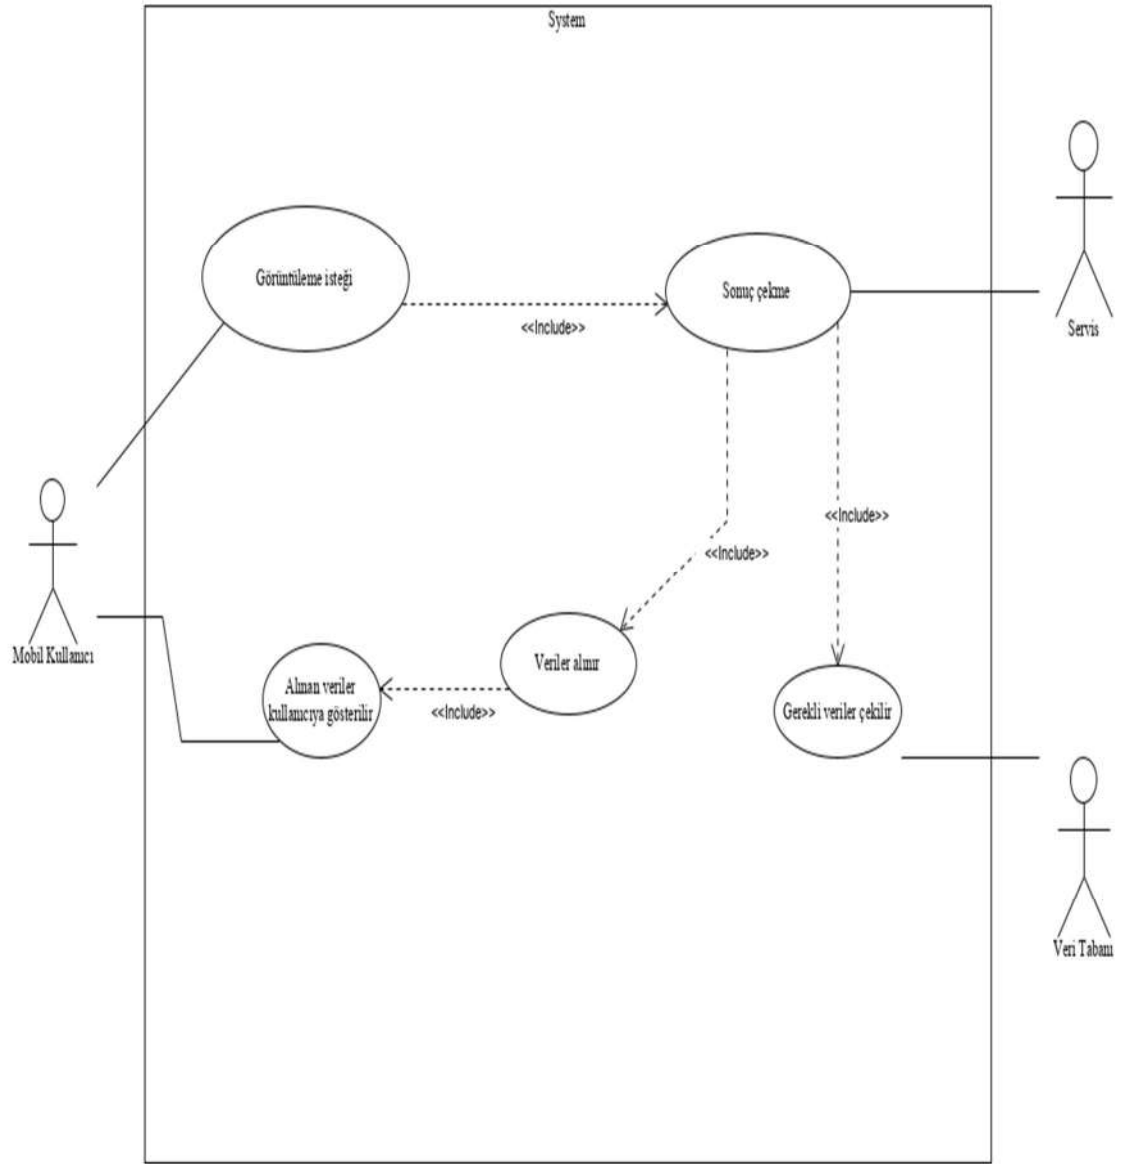 System
Görüntüleme isteği
Sonuç çekme
<<Include>>
Servis
<<Include>>
<<Include>>
Mobil Kullanıcı
Veriler alınır
Alınan veriler
kullanıcıya gösterilir
<<Include>>
Gerekli veriler çekilir
Veri Tabanı